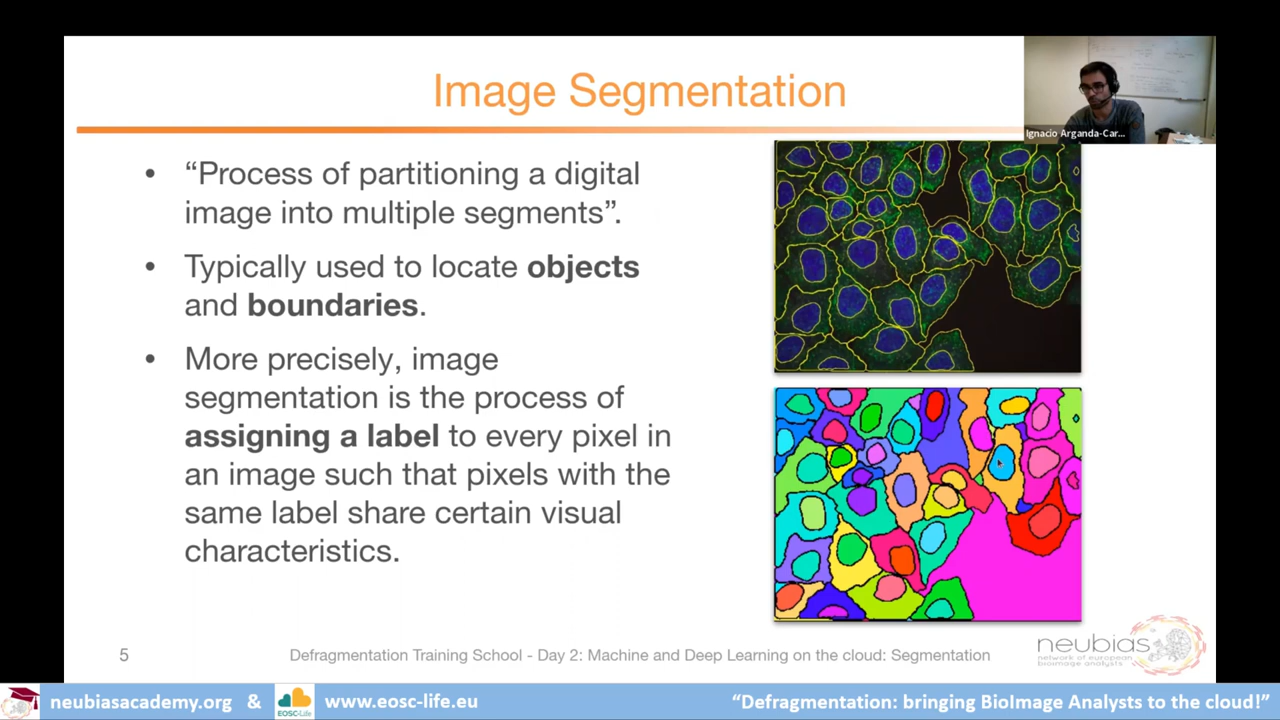 Image Segmentation
Ignacio Arganda-Car...
• “Process of partitioning a digital
image into multiple segments”.
• Typically used to locate objects
and boundaries.
• More precisely, image
segmentation is the process of
assigning a label to every pixel in
an image such that pixels with the
same label share certain visual
characteristics.
5
Defragmentation Training School - Day 2: Machine and Deep Learning on the cloud: Segmentation
neubias
network of european
bioimage analysts
neubiasacademy.org & EOSC-Life www.eosc-life.eu
“Defragmentation: bringing BioImage Analysts to the cloud!”